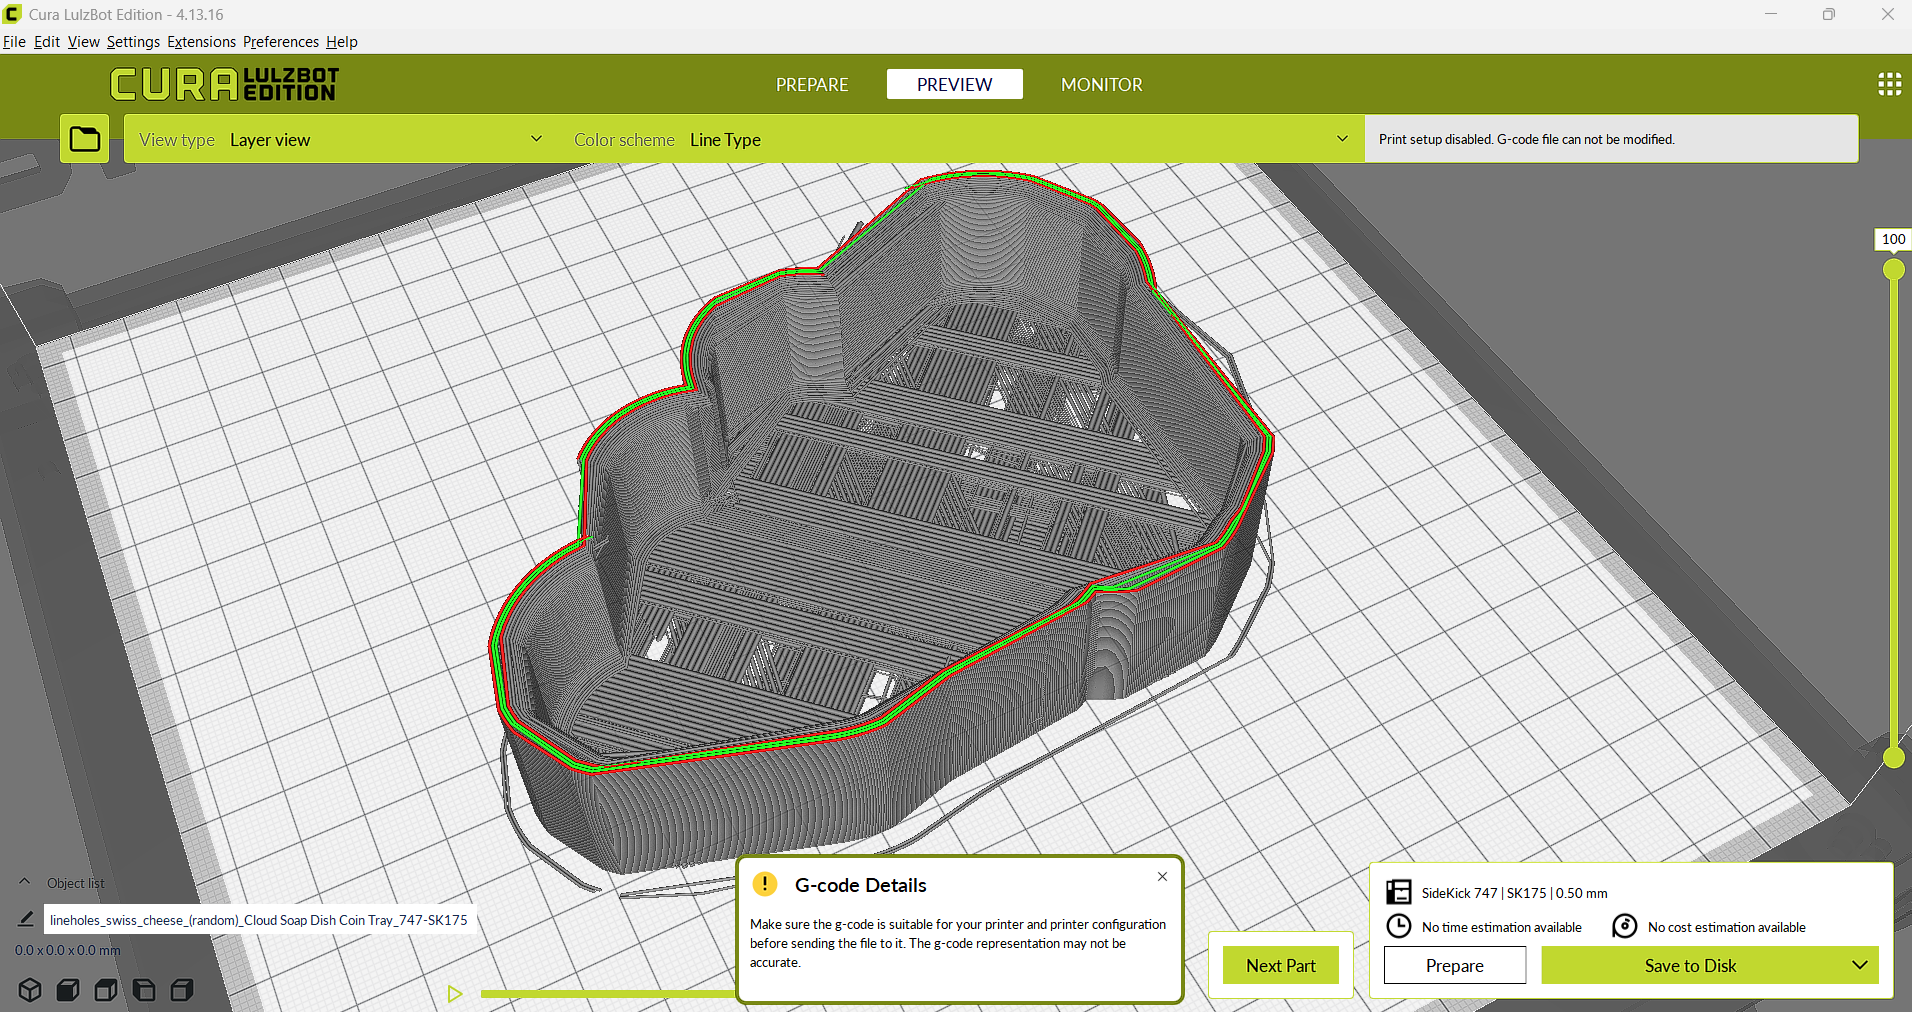 Cura LulzBot Edition - 4.13.16
File Edit View Settings Extensions Preferences Help
CURA LULZBOT EDITION
PREPARE PREVIEW MONITOR
View type Layer view Color scheme Line Type Print setup disabled. G-code file can not be modified.
100
Object list
lineholes_swiss_cheese_(random)_Cloud Soap Dish Coin Tray_747-SK175
0.0 x 0.0 x 0.0 mm
G-code Details
Make sure the g-code is suitable for your printer and printer configuration
before sending the file to it. The g-code representation may not be
accurate.
Next Part
SideKick 747 | SK175 | 0.50 mm
No time estimation available No cost estimation available
Prepare Save to Disk